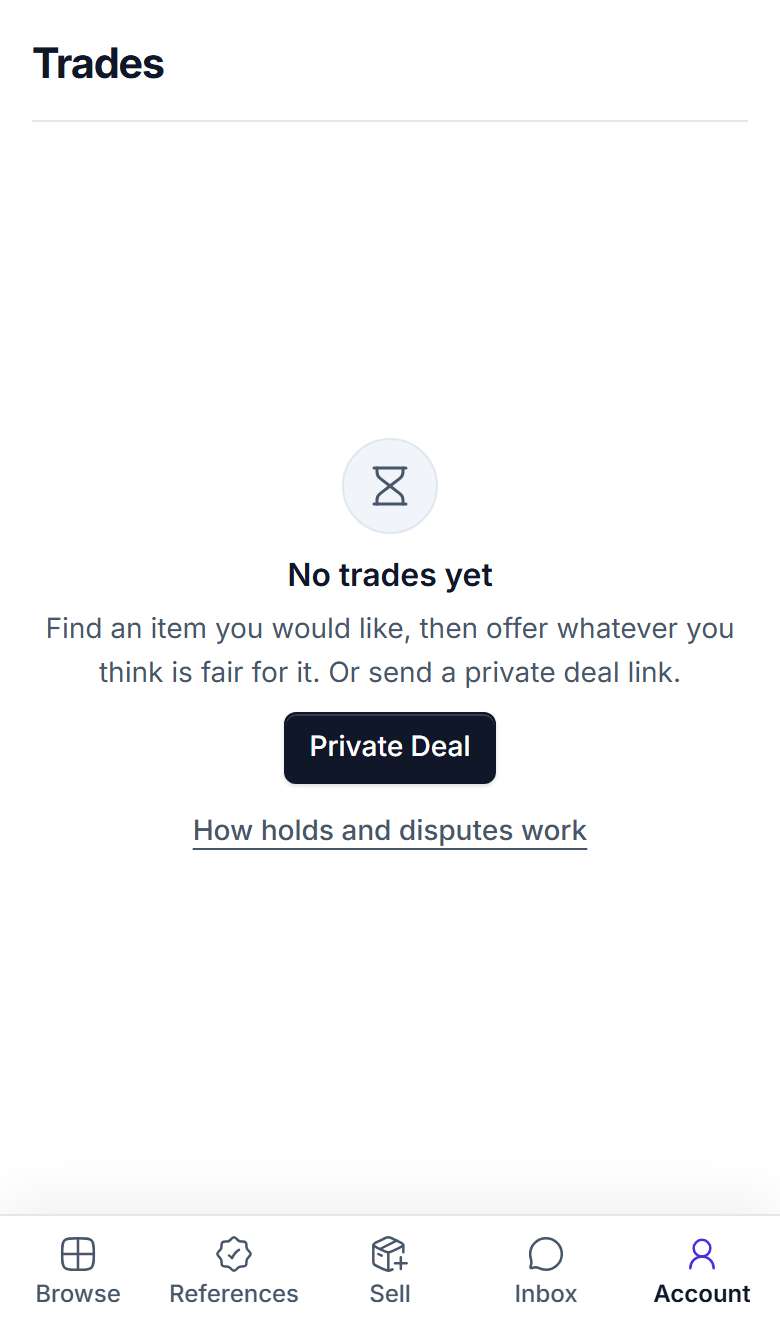 Trades
No trades yet
Find an item you would like, then offer whatever you
think is fair for it. Or send a private deal link.
Private Deal
How holds and disputes work
Browse
References
Sell
Inbox
Account